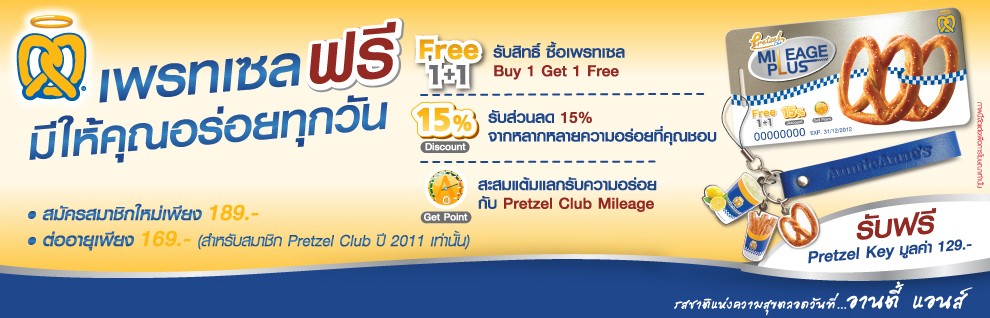 เพรทเซล ฟรี
มีให้คุณอร่อยทุกวัน
• สมัครสมาชิกใหม่เพียง 189.-
• ต่ออายุเพียง 169.- (สำหรับสมาชิก Pretzel Club ปี 2011 เท่านั้น)
Free
1+1
รับสิทธิ์ ซื้อเพรทเซล
Buy 1 Get 1 Free
15%
Discount
รับส่วนลด 15%
จากหลากหลายความอร่อยที่คุณชอบ
Get Point
สะสมแต้มแลกรับความอร่อย
กับ Pretzel Club Mileage
Pretzel
MILEAGE
PLUS
Free
1+1
15%
00000000 EXP. 31/12/2012
AuntieAnne's
รับฟรี
Pretzel Key มูลค่า 129.-
รสชาติแห่งความสุขตลอดวันที่...อานตี้ แอนส์